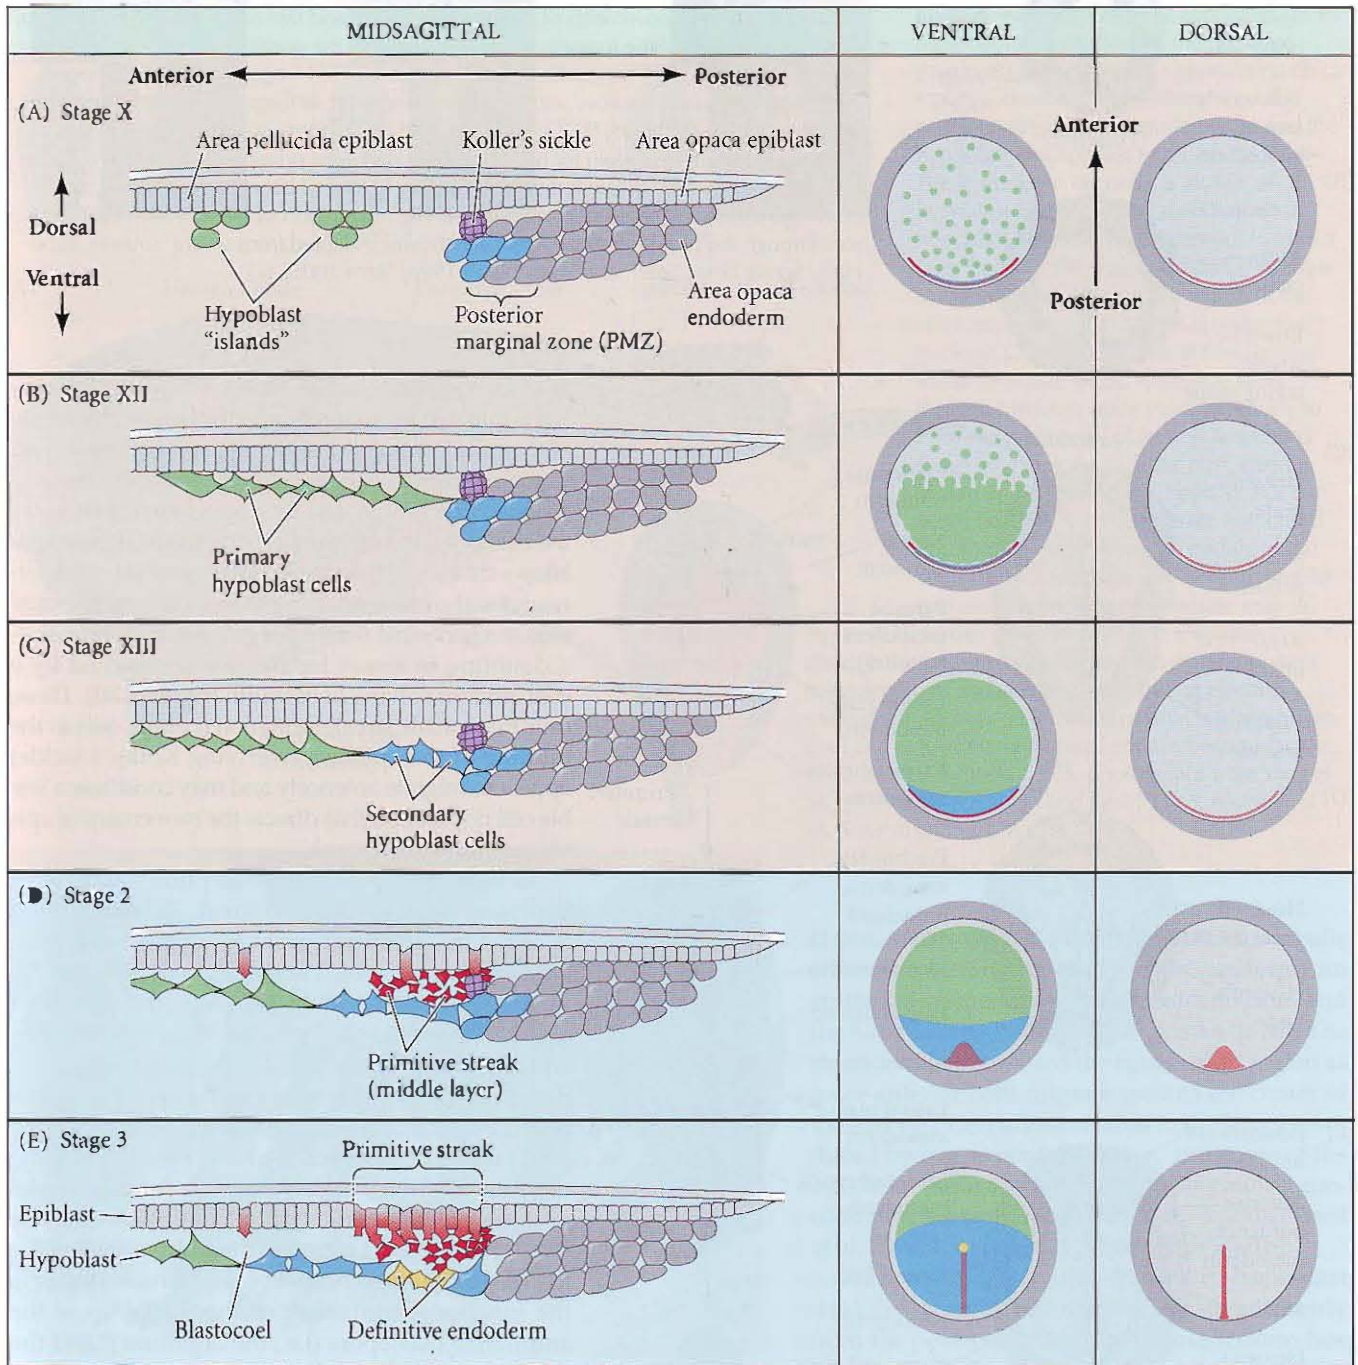 MIDSAGITTAL
VENTRAL
DORSAL
Anterior
Posterior
(A) Stage X
Area pellucida epiblast
Koller's sickle
Area opaca epiblast
Dorsal
Ventral
Hypoblast
"islands"
Posterior
marginal zone (PMZ)
Area opaca
endoderm
Anterior
Posterior
(B) Stage XII
Primary
hypoblast cells
(C) Stage XIII
Secondary
hypoblast cells
(D) Stage 2
Primitive streak
(middle layer)
(E) Stage 3
Primitive streak
Epiblast
Hypoblast
Blastocoel
Definitive endoderm